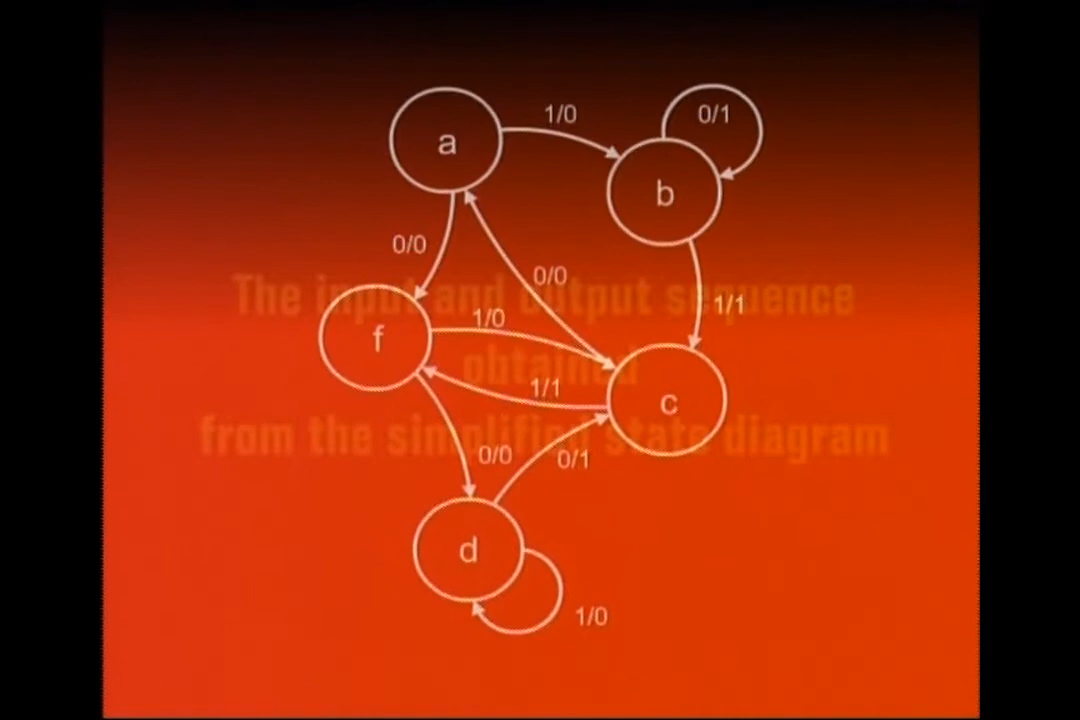 1/0
0/1
a
b
0/0
0/0
The input and output sequence
1/1
1/0
f
obtained
1/1
c
from the simplified state diagram
0/0
0/1
d
1/0